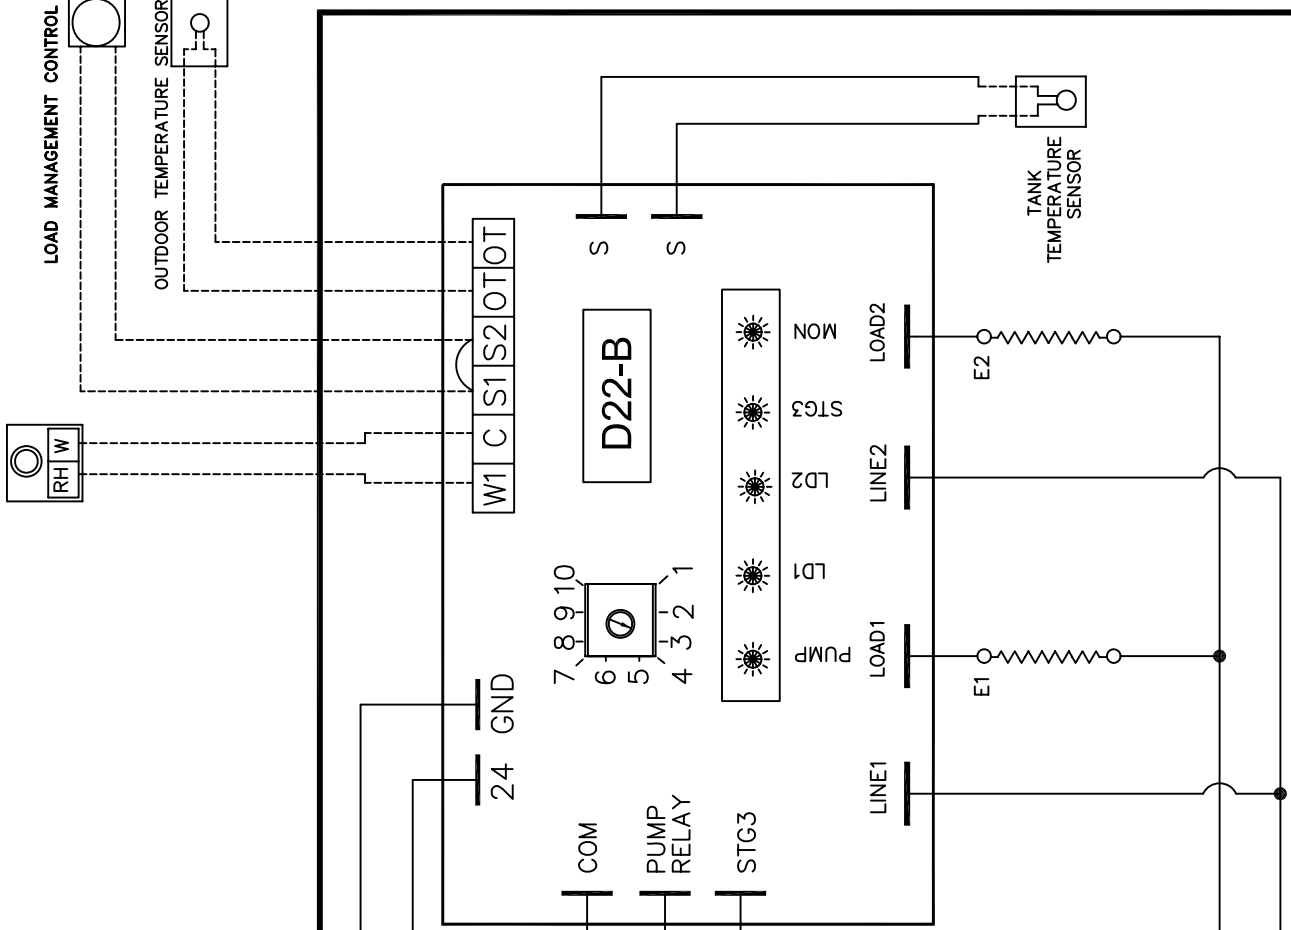 LOAD MANAGEMENT CONTROL
OUTDOOR TEMPERATURE SENSOR
TANK
TEMPERATURE
SENSOR
RH W
W1 C S1 S2 OT OT
S
S
D22-B
MON
STG3
LD2
LD1
PUMP
LOAD2
LINE2
LOAD1
LINE1
E2
E1
10
9
8
7
6
5
4
3
2
1
GND
24
COM
PUMP
RELAY
STG3